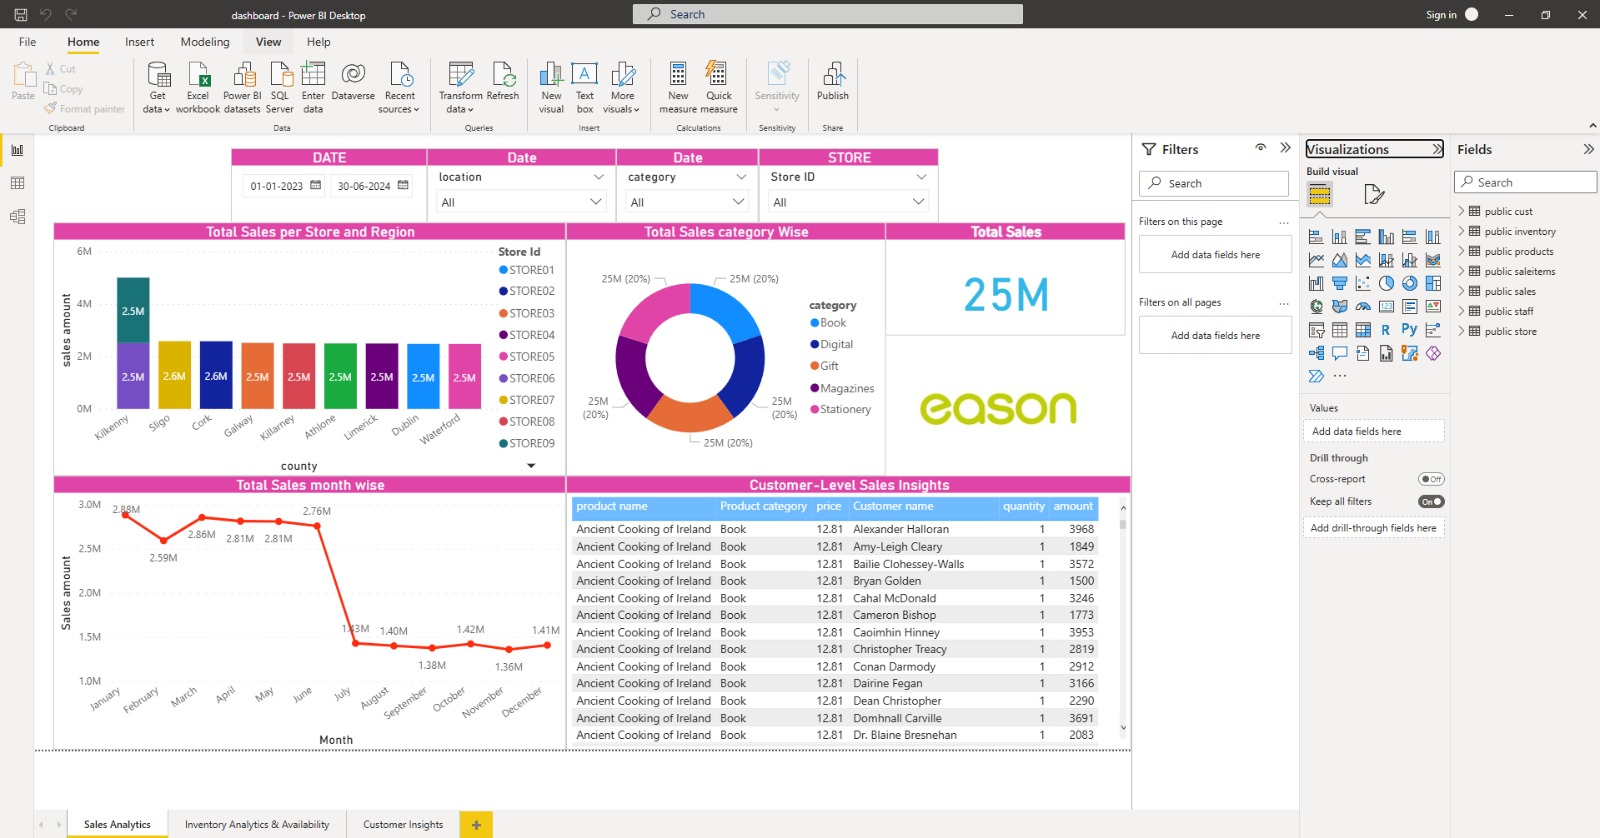 dashboard - Power BI Desktop
Search
Sign in
File Home Insert Modeling View Help
Paste
Cut
Copy
Format painter
Clipboard
Get data
Excel workbook
Power BI datasets
SQL Server
Enter data
Dataverse
Recent sources
Data
Transform data
Refresh
Queries
New visual
Text box
More visuals
Insert
New measure
Quick measure
Calculations
Sensitivity
Sensitivity
Publish
Share
DATE
01-01-2023 30-06-2024
Date
location
All
Date
category
All
STORE
Store ID
All
Total Sales per Store and Region
6M
4M
2M
0M
sales amount
2.5M
2.5M 2.6M 2.6M 2.5M 2.5M 2.5M 2.5M 2.5M 2.5M
Kilkenny Sligo Cork Galway Killarney Athlone Limerick Dublin Waterford
county
Store Id
STORE01
STORE02
STORE03
STORE04
STORE05
STORE06
STORE07
STORE08
STORE09
Total Sales category Wise
25M (20%) 25M (20%)
25M (20%)
25M (20%)
25M (20%)
category
Book
Digital
Gift
Magazines
Stationery
Total Sales
25M
eason
Total Sales month wise
3.0M
2.5M
2.0M
1.5M
1.0M
Sales amount
2.88M
2.59M
2.86M
2.81M
2.81M
2.76M
1.43M
1.40M
1.38M
1.42M
1.36M
1.41M
January February March April May June July August September October November December
Month
Customer-Level Sales Insights
product name Product category price Customer name quantity amount
Ancient Cooking of Ireland Book 12.81 Alexander Halloran 1 3968
Ancient Cooking of Ireland Book 12.81 Amy-Leigh Cleary 1 1849
Ancient Cooking of Ireland Book 12.81 Bailie Clohessey-Walls 1 3572
Ancient Cooking of Ireland Book 12.81 Bryan Golden 1 1500
Ancient Cooking of Ireland Book 12.81 Cahal McDonald 1 3246
Ancient Cooking of Ireland Book 12.81 Cameron Bishop 1 1773
Ancient Cooking of Ireland Book 12.81 Caoimhin Hinney 1 3953
Ancient Cooking of Ireland Book 12.81 Christopher Treacy 1 2819
Ancient Cooking of Ireland Book 12.81 Conan Darmody 1 2912
Ancient Cooking of Ireland Book 12.81 Dairine Fegan 1 3166
Ancient Cooking of Ireland Book 12.81 Dean Christopher 1 2290
Ancient Cooking of Ireland Book 12.81 Domhnall Carville 1 3691
Ancient Cooking of Ireland Book 12.81 Dr. Blaine Bresnehan 1 2083
Filters
Search
Filters on this page ...
Add data fields here
Filters on all pages ...
Add data fields here
Visualizations
Build visual
123
R Py
...
Values
Add data fields here
Drill through
Cross-report Off
Keep all filters On
Add drill-through fields here
Fields
Search
public cust
public inventory
public products
public saleitems
public sales
public staff
public store
Sales Analytics Inventory Analytics & Availability Customer Insights +